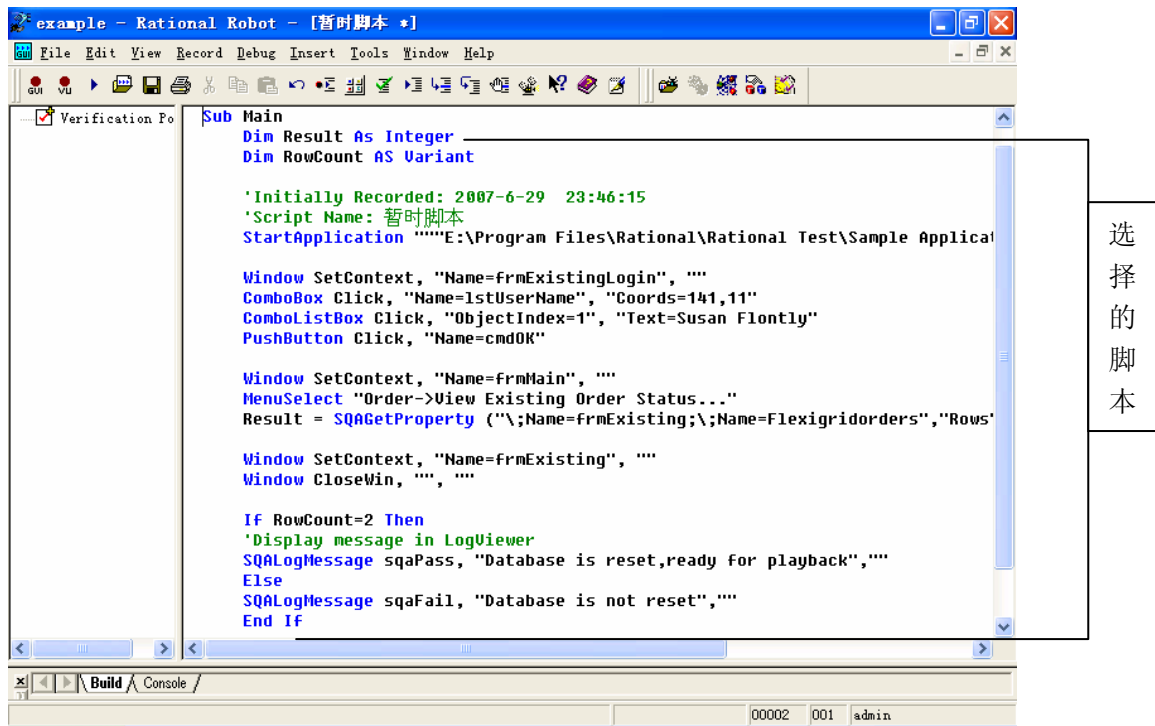 example - Rational Robot - [暂时脚本 *]
GUI File Edit View Record Debug Insert Tools Window Help
GUI VU
Verification Po
Sub Main
Dim Result As Integer
Dim RowCount AS Variant
'Initially Recorded: 2007-6-29 23:46:15
'Script Name: 暂时脚本
StartApplication """"E:\Program Files\Rational\Rational Test\Sample Applicat
Window SetContext, "Name=frmExistingLogin", ""
ComboBox Click, "Name=lstUserName", "Coords=141,11"
ComboListBox Click, "ObjectIndex=1", "Text=Susan Flontly"
PushButton Click, "Name=cmdOK"
Window SetContext, "Name=frmMain", ""
MenuSelect "Order->View Existing Order Status..."
Result = SQAGetProperty ("\;Name=frmExisting;\;Name=Flexigridorders","Rows"
Window SetContext, "Name=frmExisting", ""
Window CloseWin, "", ""
If RowCount=2 Then
'Display message in LogViewer
SQALogMessage sqaPass, "Database is reset,ready for playback",""
Else
SQALogMessage sqaFail, "Database is not reset",""
End If
选择的脚本
Build Console
00002 001 admin